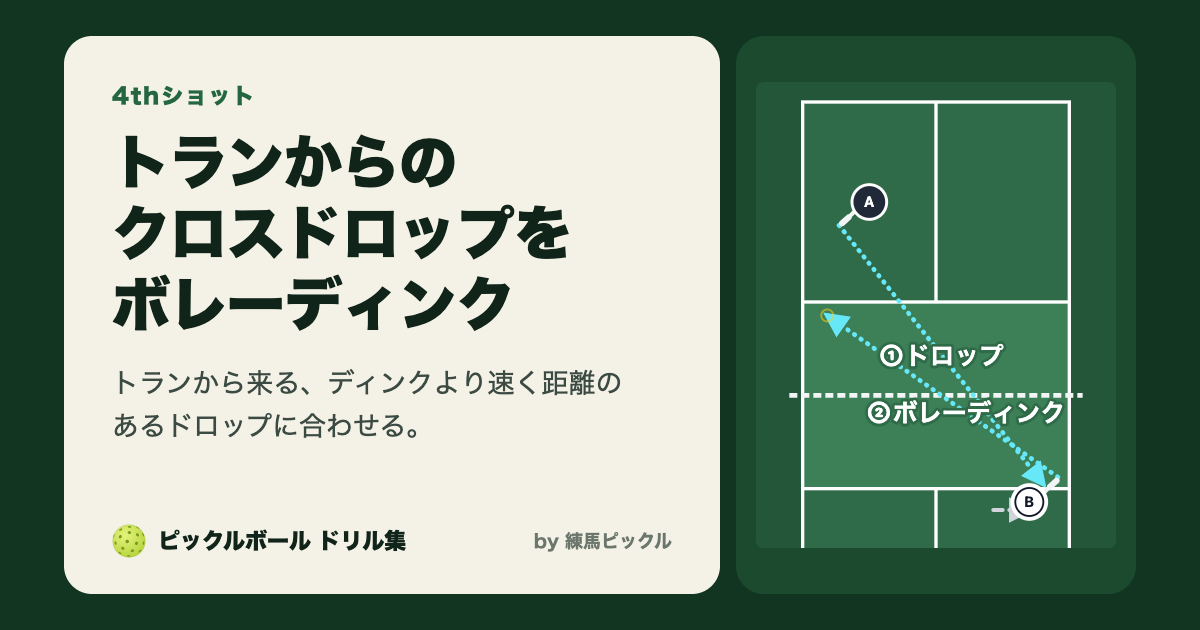 4thショット
トランからの
クロスドロップを
ボレーディンク
トランから来る、ディンクより速く距離の
あるドロップに合わせる。
ピックルボール ドリル集
by 練馬ピックル
A
①ドロップ
②ボレーディンク
B